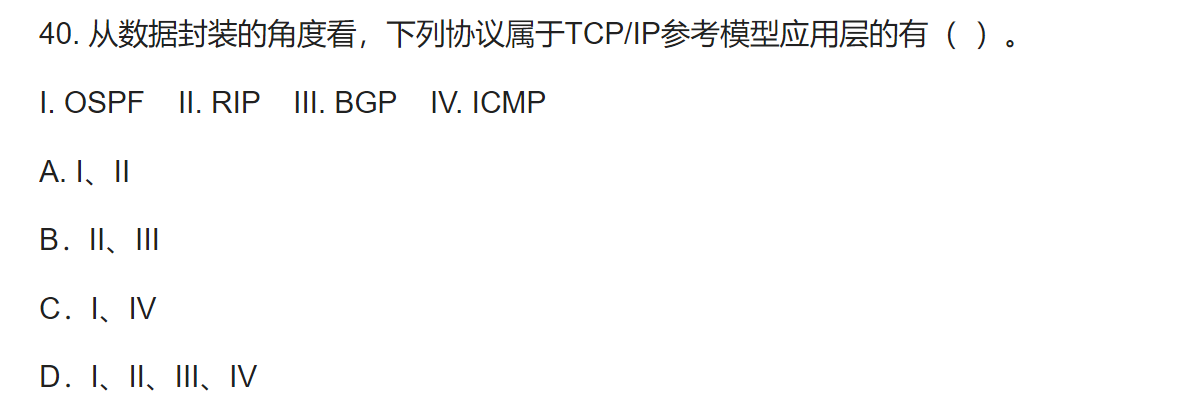 40. 从数据封装的角度看，下列协议属于TCP/IP参考模型应用层的有（ ）。
I. OSPF II. RIP III. BGP IV. ICMP
A. I、II
B．II、III
C．I、IV
D．I、II、III、IV